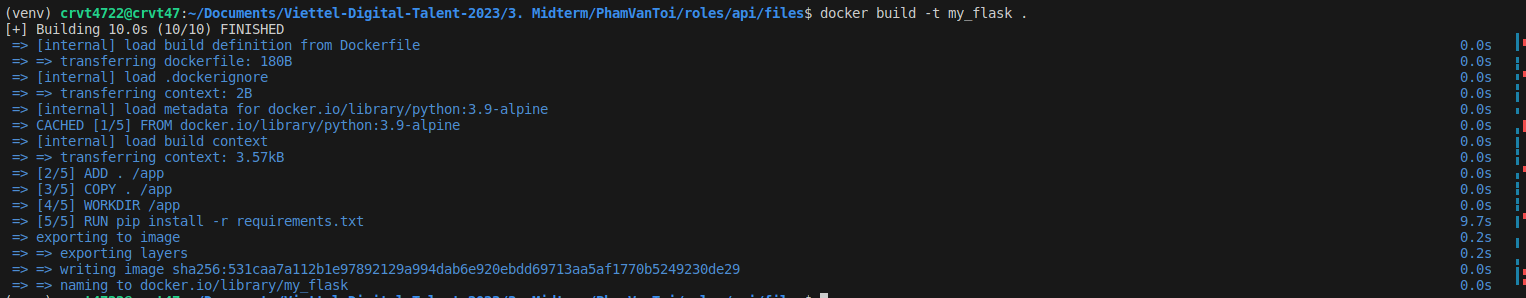 (venv) crvt4722@crvt47:~/Documents/Viettel-Digital-Talent-2023/3. Midterm/PhamVanToi/roles/api/files$ docker build -t my_flask .
[+] Building 10.0s (10/10) FINISHED
=> [internal] load build definition from Dockerfile 0.0s
=> => transferring dockerfile: 180B 0.0s
=> [internal] load .dockerignore 0.0s
=> => transferring context: 2B 0.0s
=> [internal] load metadata for docker.io/library/python:3.9-alpine 0.0s
=> CACHED [1/5] FROM docker.io/library/python:3.9-alpine 0.0s
=> [internal] load build context 0.0s
=> => transferring context: 3.57kB 0.0s
=> [2/5] ADD . /app 0.0s
=> [3/5] COPY . /app 0.0s
=> [4/5] WORKDIR /app 0.0s
=> [5/5] RUN pip install -r requirements.txt 9.7s
=> exporting to image 0.2s
=> => exporting layers 0.2s
=> => writing image sha256:531caa7a112b1e97892129a994dab6e920ebdd69713aa5af1770b5249230de29 0.0s
=> => naming to docker.io/library/my_flask 0.0s